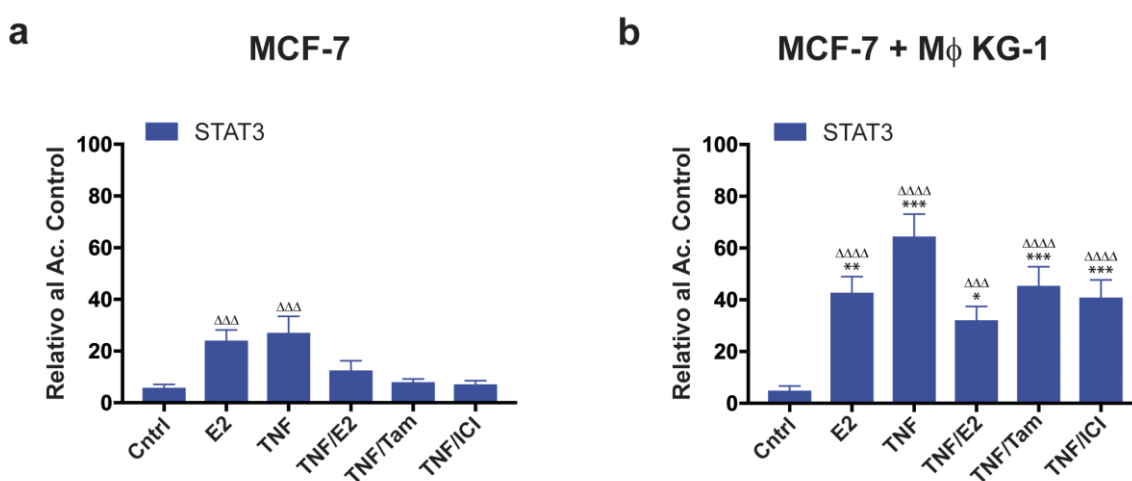 a
MCF-7
STAT3
Relativo al Ac. Control
100
80
60
40
20
0
ΔΔΔ
ΔΔΔ
Cntrl
E2
TNF
TNF/E2
TNF/Tam
TNF/ICI
b
MCF-7 + Mϕ KG-1
STAT3
Relativo al Ac. Control
100
80
60
40
20
0
ΔΔΔΔ
**
ΔΔΔΔ
***
ΔΔΔ
*
ΔΔΔΔ
***
ΔΔΔΔ
***
Cntrl
E2
TNF
TNF/E2
TNF/Tam
TNF/ICI